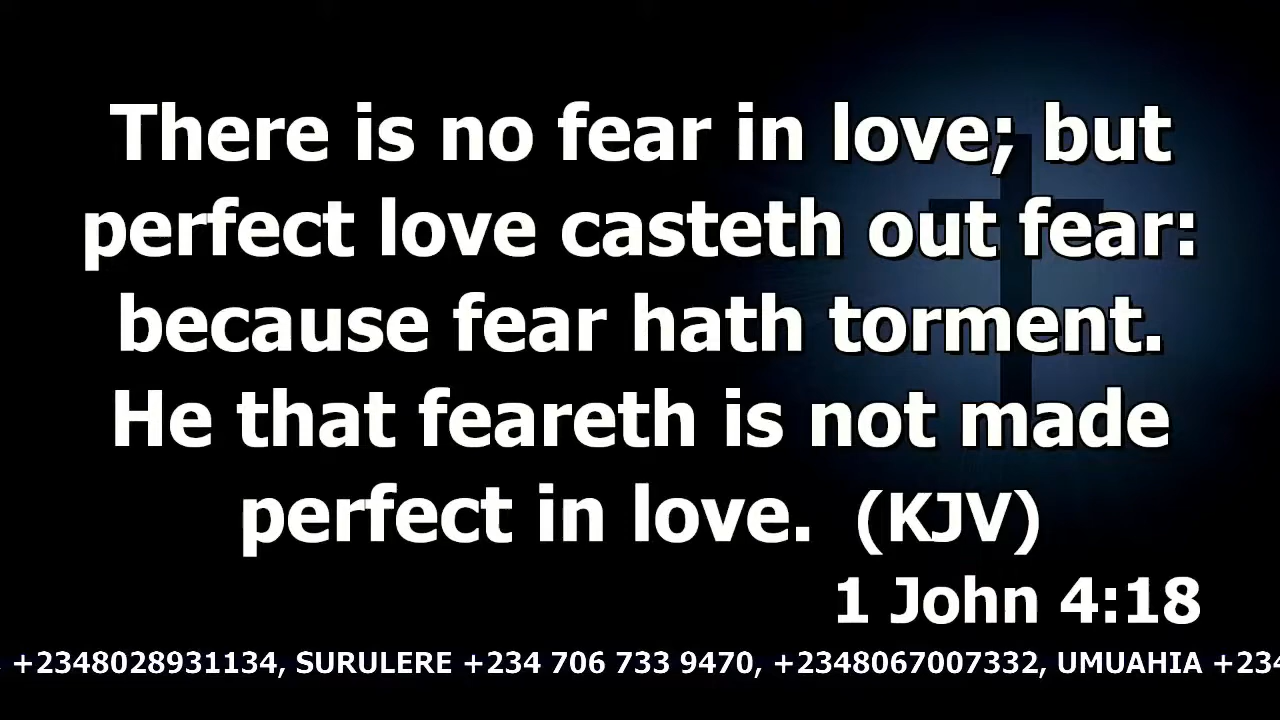 There is no fear in love; but
perfect love casteth out fear:
because fear hath torment.
He that feareth is not made
perfect in love. (KJV)
1 John 4:18
+2348028931134, SURULERE +234 706 733 9470, +2348067007332, UMUAHIA +234